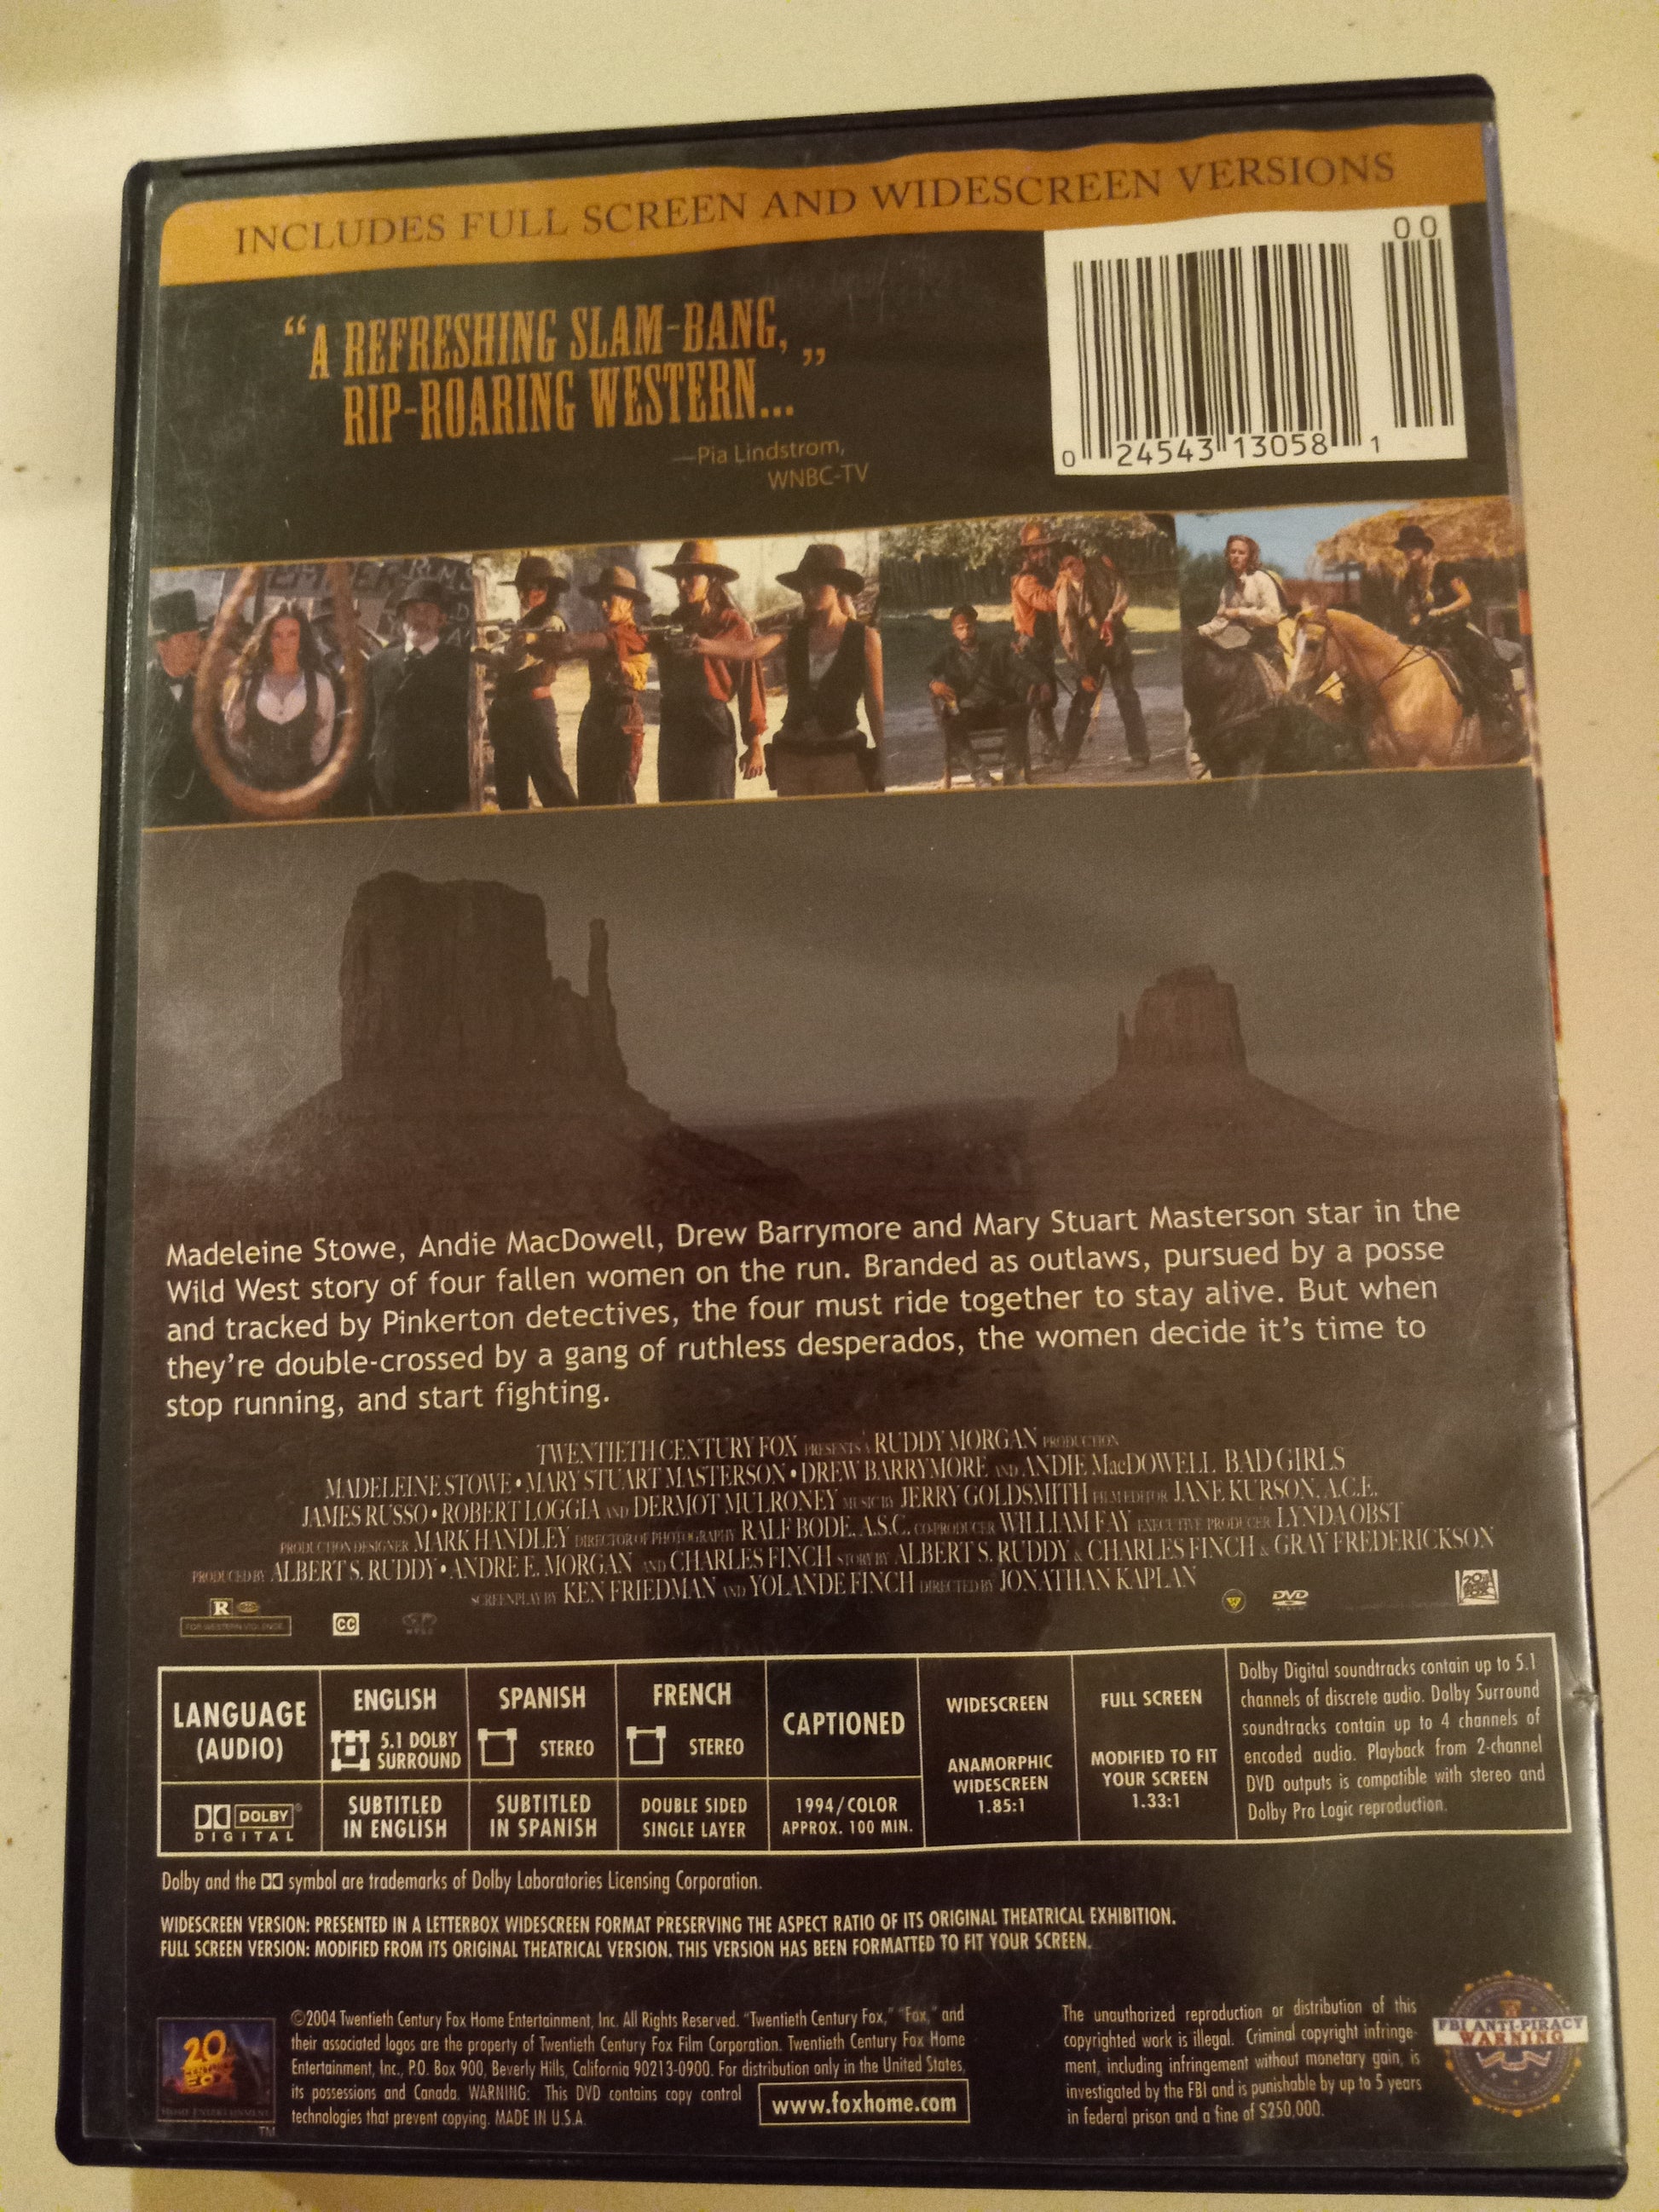 INCLUDES FULL SCREEN AND WIDESCREEN VERSIONS
00
0 24543 13058 1
“A REFRESHING SLAM-BANG,
RIP-ROARING WESTERN...”
—Pia Lindstrom,
WNBC-TV
Madeleine Stowe, Andie MacDowell, Drew Barrymore and Mary Stuart Masterson star in the
Wild West story of four fallen women on the run. Branded as outlaws, pursued by a posse
and tracked by Pinkerton detectives, the four must ride together to stay alive. But when
they’re double-crossed by a gang of ruthless desperados, the women decide it’s time to
stop running, and start fighting.
TWENTIETH CENTURY FOX PRESENTS A RUDDY MORGAN PRODUCTION
MADELEINE STOWE • MARY STUART MASTERSON • DREW BARRYMORE AND ANDIE MacDOWELL BAD GIRLS
JAMES RUSSO • ROBERT LOGGIA AND DERMOT MULRONEY MUSIC BY JERRY GOLDSMITH FILM EDITOR JANE KURSON, A.C.E.
PRODUCTION DESIGNER MARK HANDLEY DIRECTOR OF PHOTOGRAPHY RALF BODE, A.S.C. CO-PRODUCER WILLIAM FAY EXECUTIVE PRODUCER LYNDA OBST
PRODUCED BY ALBERT S. RUDDY • ANDRE E. MORGAN AND CHARLES FINCH STORY BY ALBERT S. RUDDY & CHARLES FINCH & GRAY FREDERICKSON
SCREENPLAY BY KEN FRIEDMAN AND YOLANDE FINCH DIRECTED BY JONATHAN KAPLAN
R
FOR WESTERN VIOLENCE
CC
DVD
VIDEO
LANGUAGE
(AUDIO)
ENGLISH
5.1 DOLBY
SURROUND
SPANISH
STEREO
FRENCH
STEREO
CAPTIONED
DOLBY
DIGITAL
SUBTITLED
IN ENGLISH
SUBTITLED
IN SPANISH
DOUBLE SIDED
SINGLE LAYER
1994/COLOR
APPROX. 100 MIN.
WIDESCREEN
ANAMORPHIC
WIDESCREEN
1.85:1
FULL SCREEN
MODIFIED TO FIT
YOUR SCREEN
1.33:1
Dolby Digital soundtracks contain up to 5.1
channels of discrete audio. Dolby Surround
soundtracks contain up to 4 channels of
encoded audio. Playback from 2-channel
DVD outputs is compatible with stereo and
Dolby Pro Logic reproduction.
Dolby and the symbol are trademarks of Dolby Laboratories Licensing Corporation.
WIDESCREEN VERSION: PRESENTED IN A LETTERBOX WIDESCREEN FORMAT PRESERVING THE ASPECT RATIO OF ITS ORIGINAL THEATRICAL EXHIBITION.
FULL SCREEN VERSION: MODIFIED FROM ITS ORIGINAL THEATRICAL VERSION. THIS VERSION HAS BEEN FORMATTED TO FIT YOUR SCREEN.
20th CENTURY FOX
HOME ENTERTAINMENT
TM
©2004 Twentieth Century Fox Home Entertainment, Inc. All Rights Reserved. “Twentieth Century Fox,” “Fox,” and
their associated logos are the property of Twentieth Century Fox Film Corporation. Twentieth Century Fox Home
Entertainment, Inc., P.O. Box 900, Beverly Hills, California 90213-0900. For distribution only in the United States,
its possessions and Canada. WARNING: This DVD contains copy control
technologies that prevent copying. MADE IN U.S.A.
www.foxhome.com
The unauthorized reproduction or distribution of this
copyrighted work is illegal. Criminal copyright infringe-
ment, including infringement without monetary gain, is
investigated by the FBI and is punishable by up to 5 years
in federal prison and a fine of $250,000.
FBI ANTI-PIRACY
WARNING